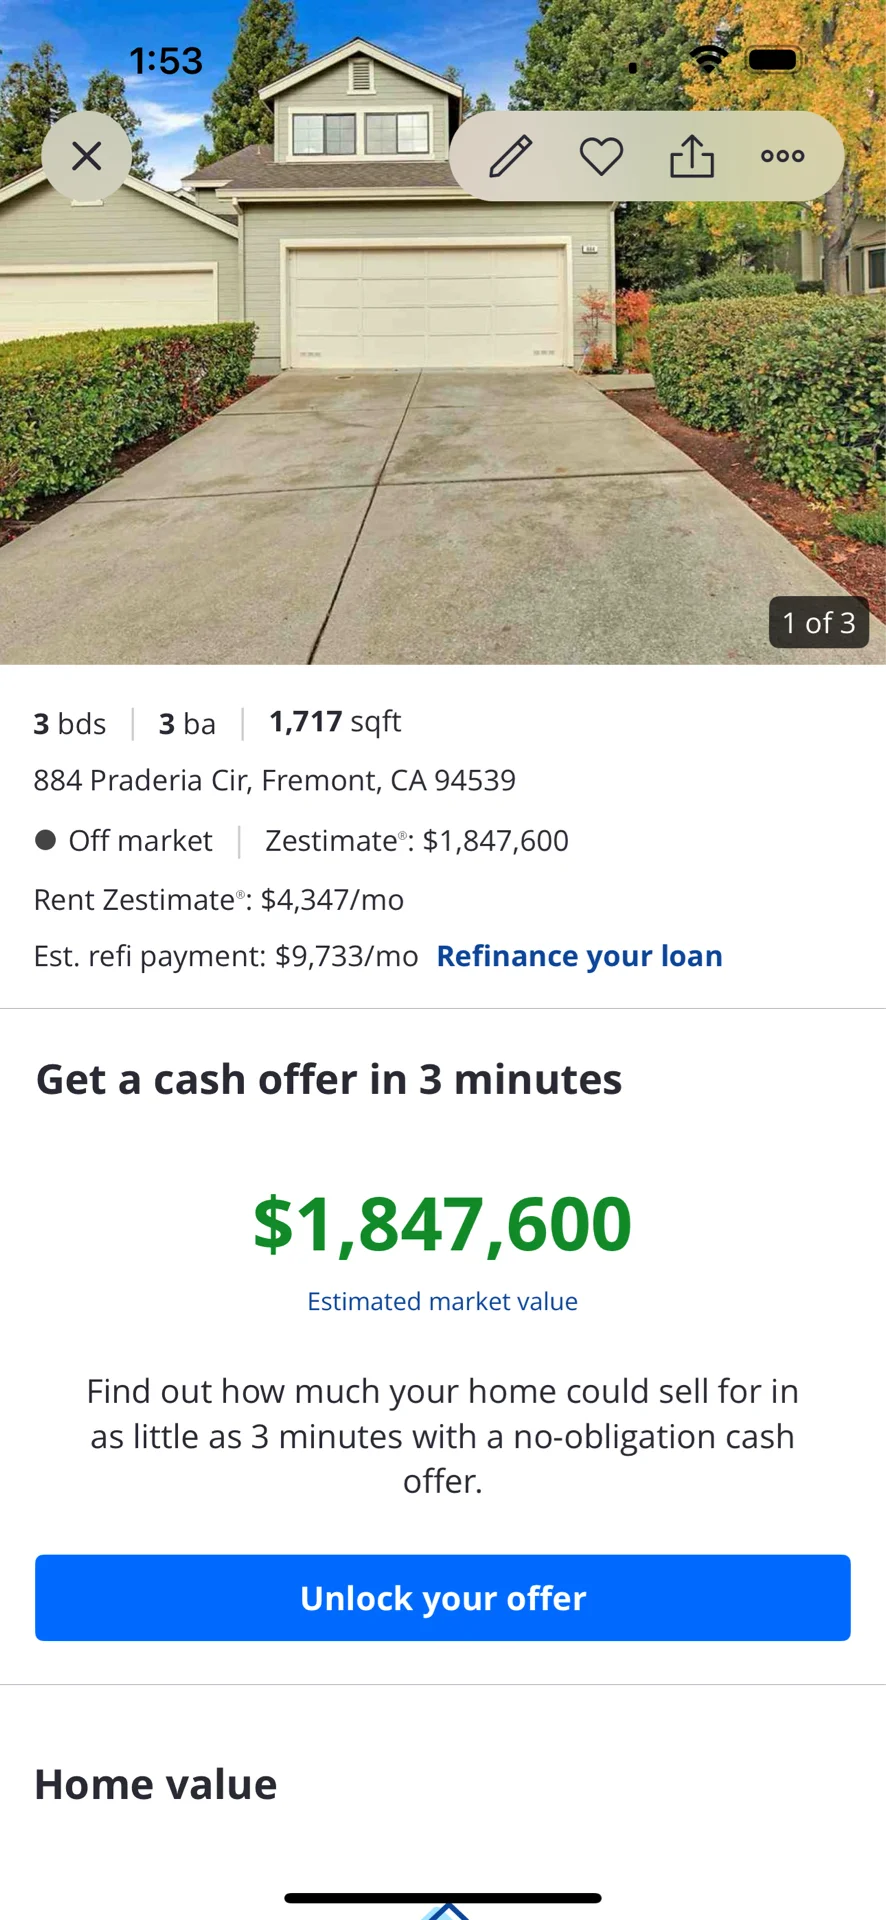 1:53
1 of 3
3 bds | 3 ba | 1,717 sqft
884 Praderia Cir, Fremont, CA 94539
Off market | Zestimate®: $1,847,600
Rent Zestimate®: $4,347/mo
Est. refi payment: $9,733/mo Refinance your loan
Get a cash offer in 3 minutes
$1,847,600
Estimated market value
Find out how much your home could sell for in
as little as 3 minutes with a no-obligation cash
offer.
Unlock your offer
Home value